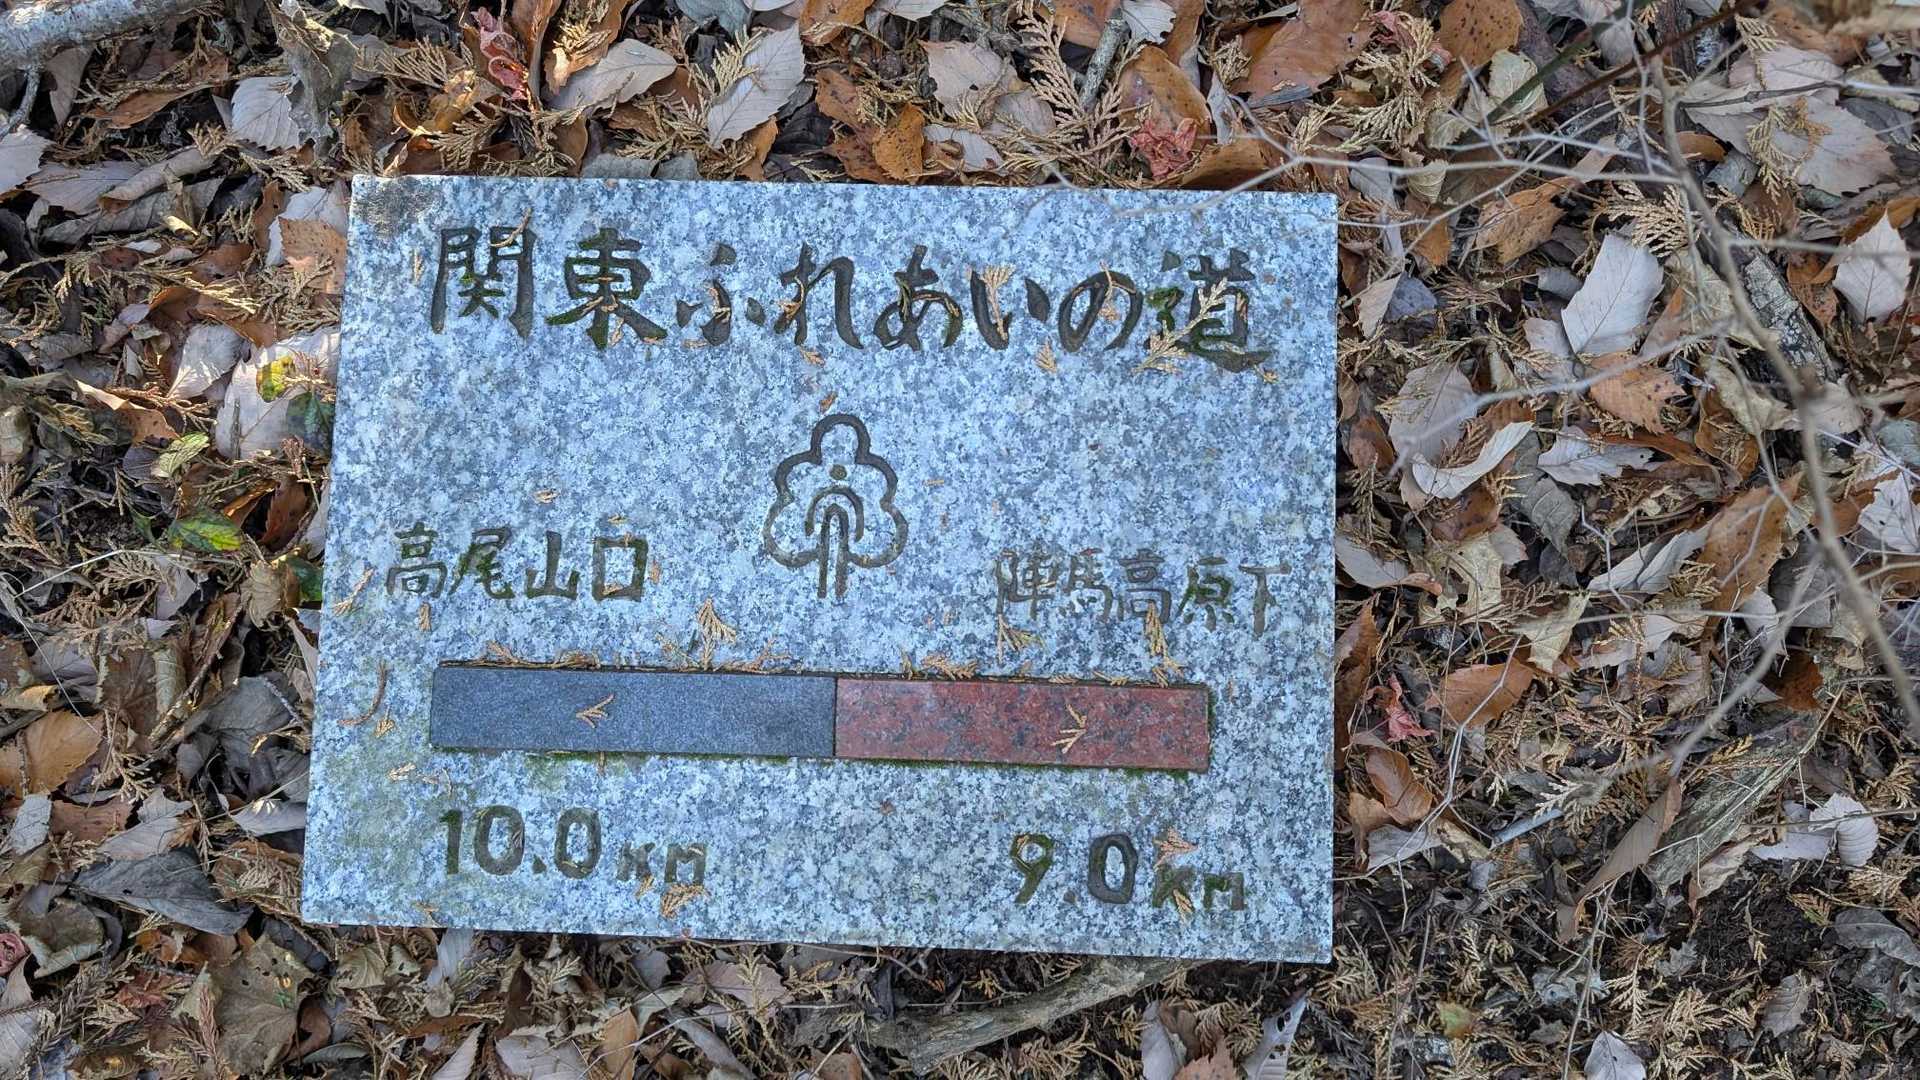 関東ふれあいの道
高尾山口 陣馬高原下
10.0km 9.0km